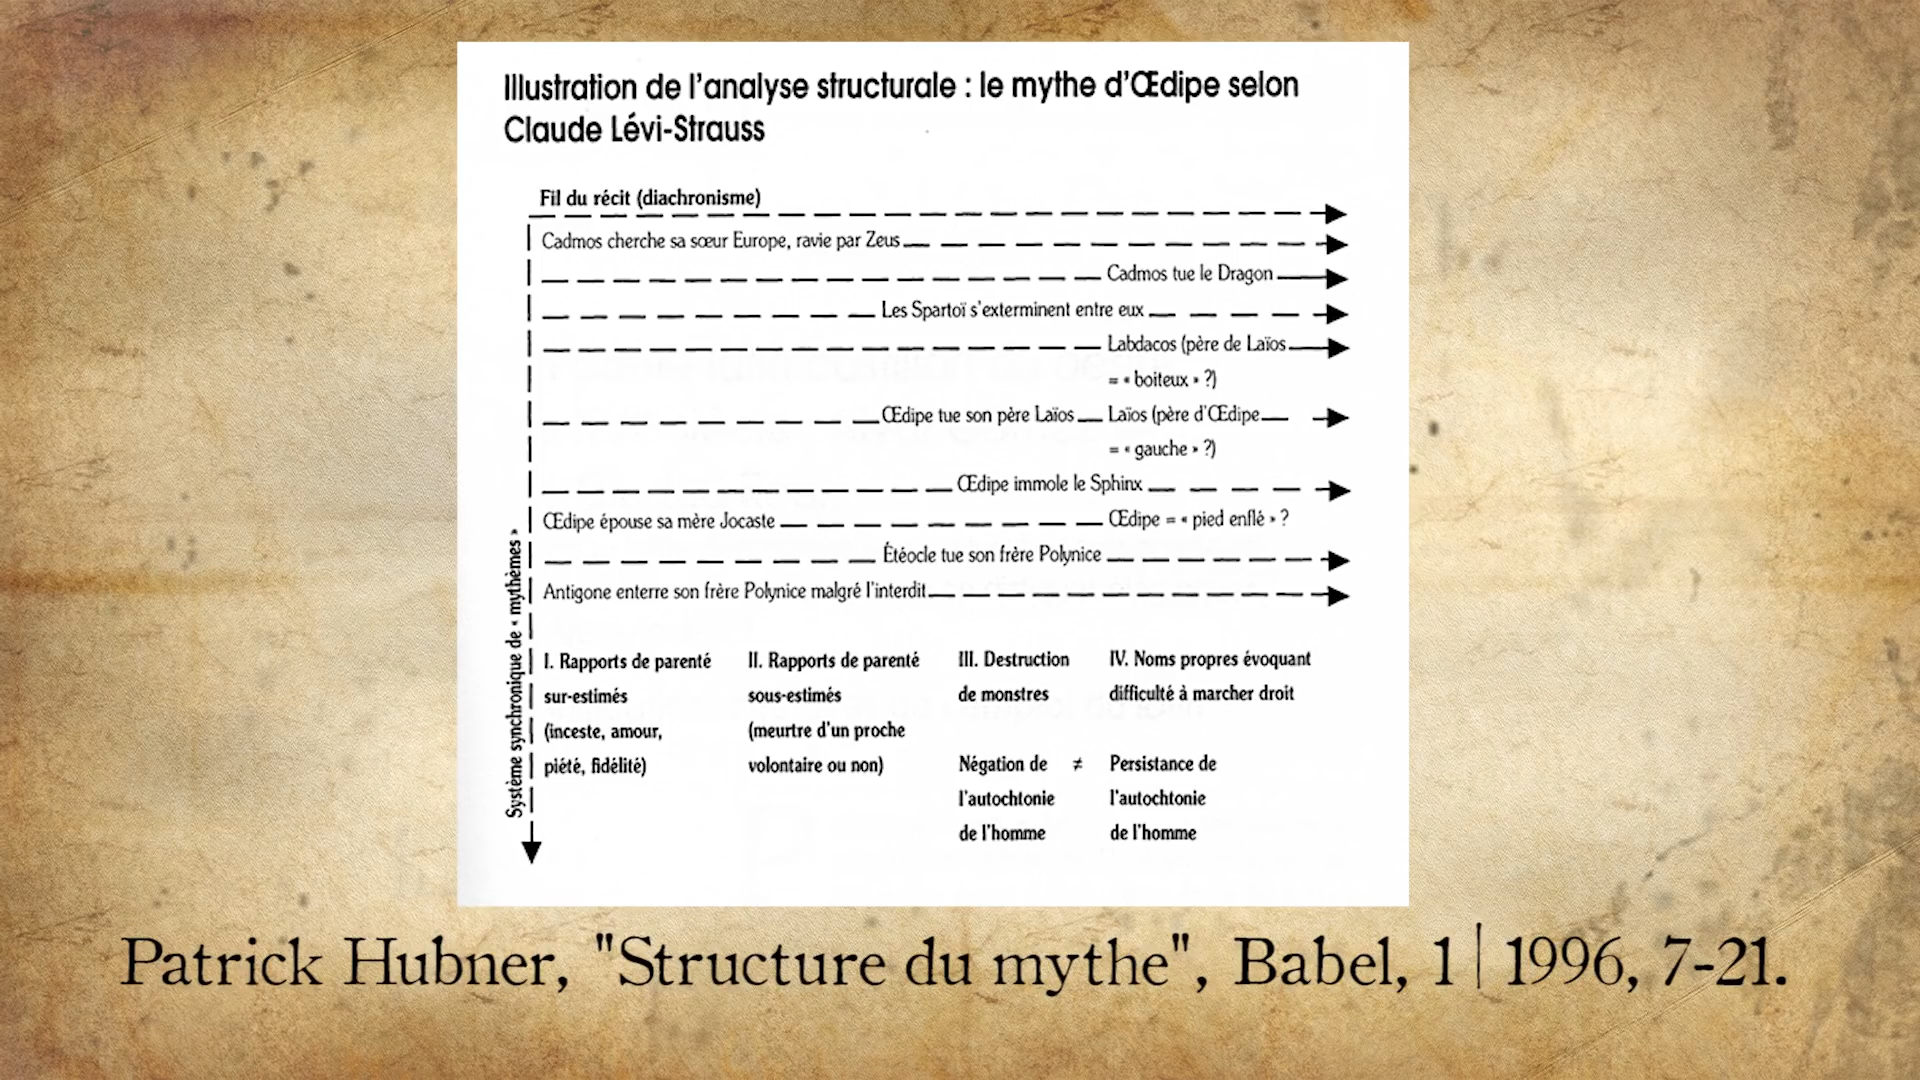 Illustration de l'analyse structurale : le mythe d'Œdipe selon
Claude Lévi-Strauss
Fil du récit (diachronisme)
Cadmos cherche sa sœur Europe, ravie par Zeus
Cadmos tue le Dragon
Les Spartoï s'exterminent entre eux
Labdacos (père de Laïos
= « boiteux » ?)
Œdipe tue son père Laïos Laïos (père d'Œdipe
= « gauche » ?)
Œdipe immole le Sphinx
Œdipe épouse sa mère Jocaste Œdipe = « pied enflé » ?
Étéocle tue son frère Polynice
Antigone enterre son frère Polynice malgré l'interdit
Système synchronique de « mythèmes »
I. Rapports de parenté
sur-estimés
(inceste, amour,
piété, fidélité)
II. Rapports de parenté
sous-estimés
(meurtre d'un proche
volontaire ou non)
III. Destruction
de monstres
Négation de ≠
l'autochtonie
de l'homme
IV. Noms propres évoquant
difficulté à marcher droit
Persistance de
l'autochtonie
de l'homme
Patrick Hubner, "Structure du mythe", Babel, 1 | 1996, 7-21.